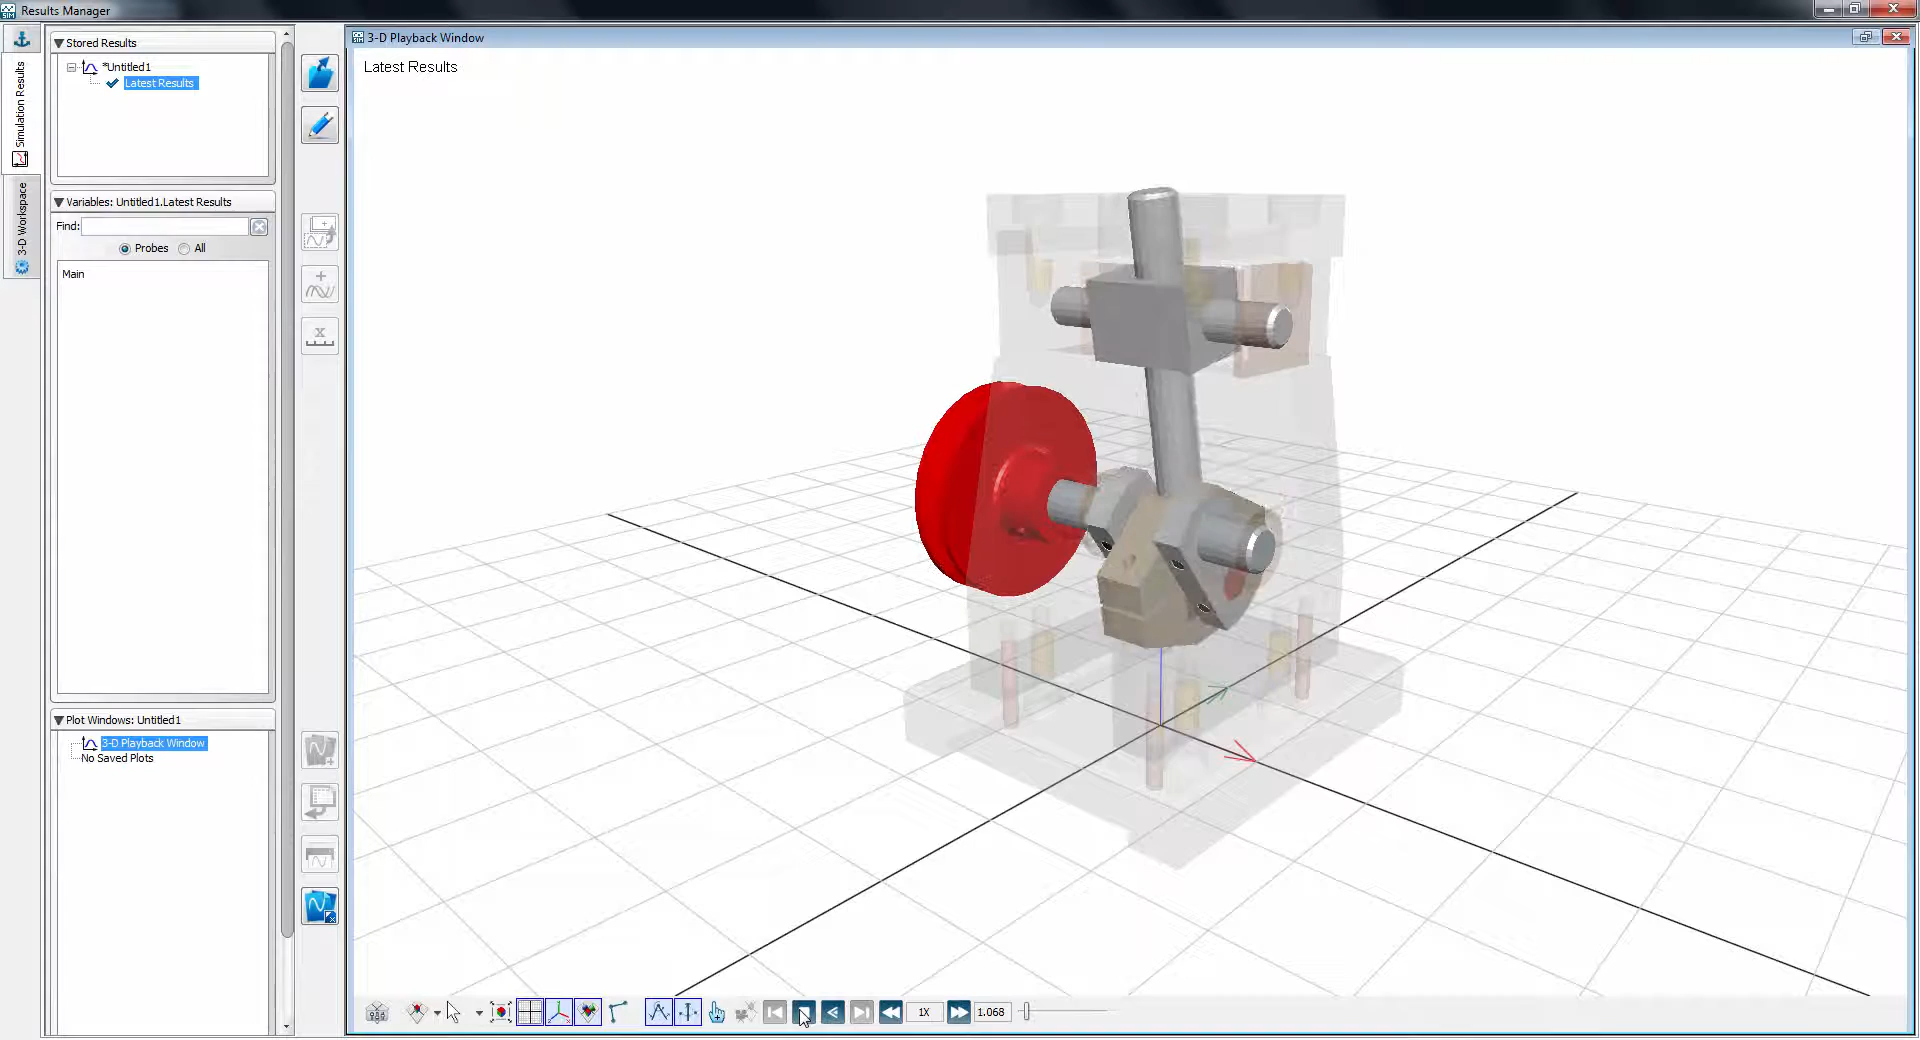 Results Manager
Simulation Results
3-D Workspace
Stored Results
*Untitled1
Latest Results
Variables: Untitled1.Latest Results
Find:
Probes All
Main
Plot Windows: Untitled1
3-D Playback Window
No Saved Plots
3-D Playback Window
Latest Results
1X
1.068